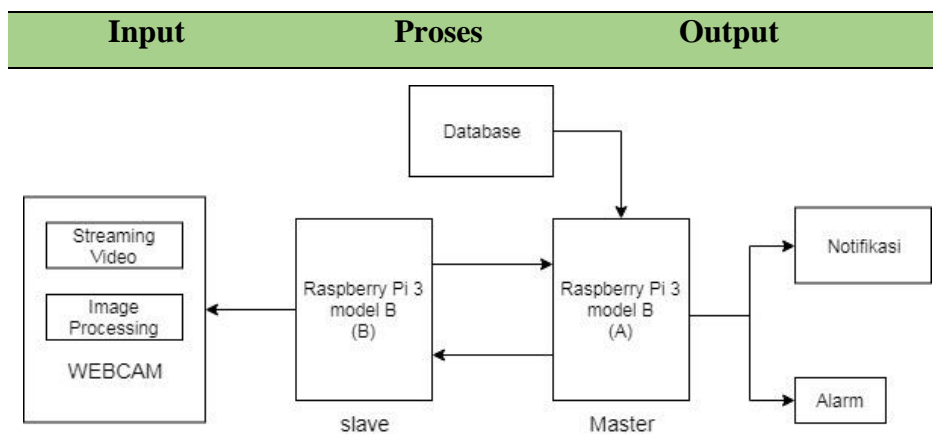 Input Proses Output
Database
Streaming
Video
Image
Processing
WEBCAM
Raspberry Pi 3
model B
(B)
slave
Raspberry Pi 3
model B
(A)
Master
Notifikasi
Alarm